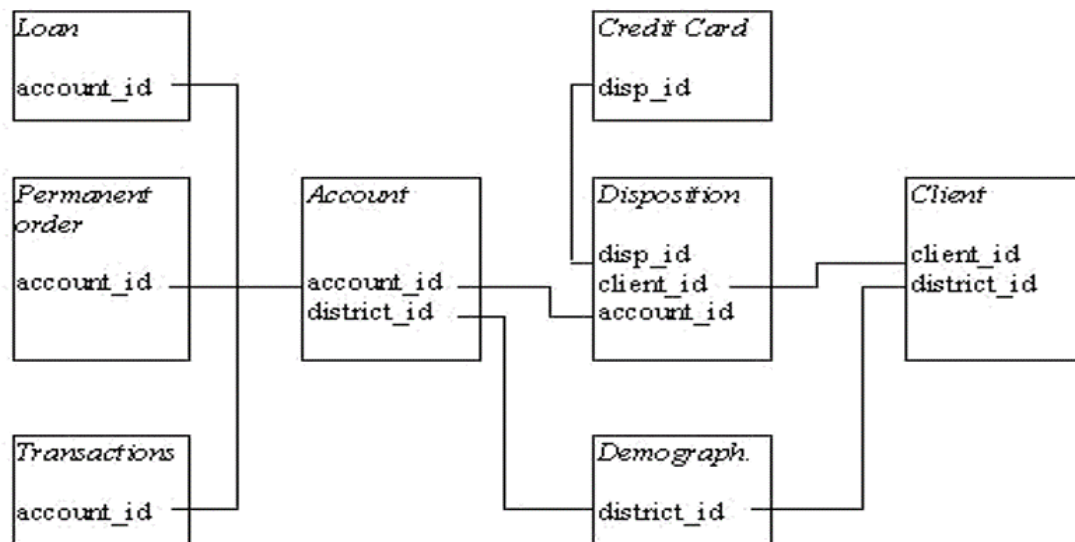 Loan
account_id
Credit Card
disp_id
Permanent
order
account_id
Account
account_id
district_id
Disposition
disp_id
client_id
account_id
Client
client_id
district_id
Transactions
account_id
Demograph.
district_id